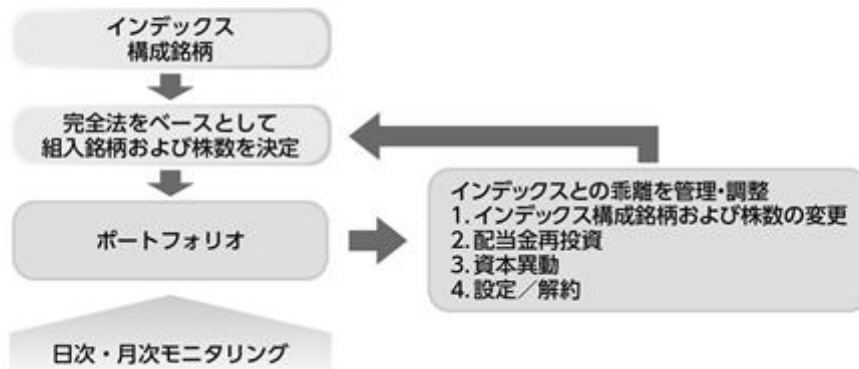 インデックス
構成銘柄
完全法をベースとして
組入銘柄および株数を決定
ポートフォリオ
インデックスとの乖離を管理・調整
1.インデックス構成銘柄および株数の変更
2.配当金再投資
3.資本異動
4.設定／解約
日次・月次モニタリング